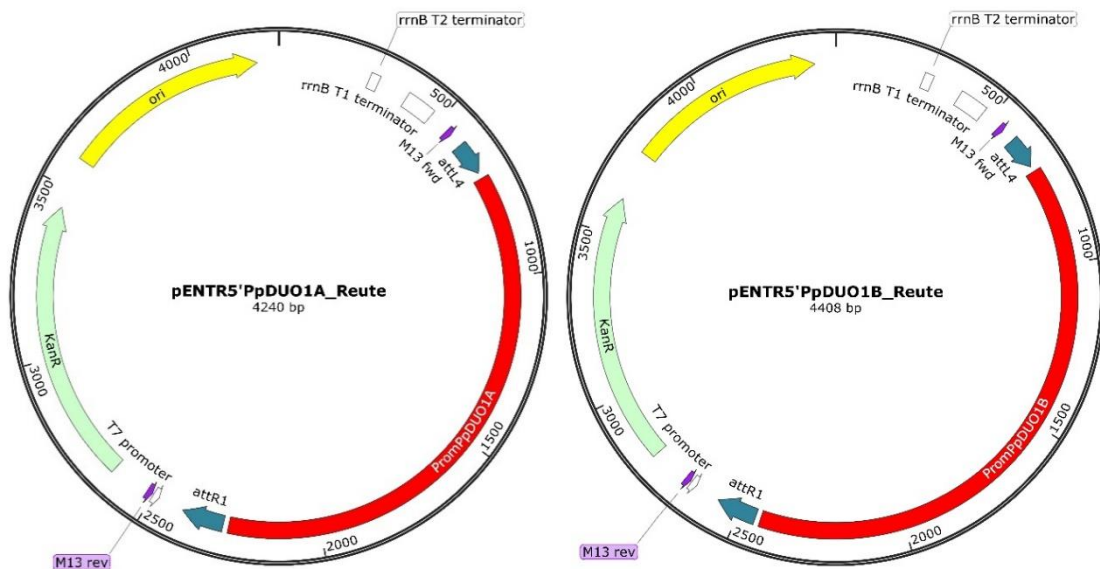 rrnB T2 terminator
rrnB T1 terminator
M13 fwd
attL4
500
1000
1500
2000
2500
3000
3500
4000
ori
KanR
T7 promoter
M13 rev
attR1
PromPpDUO1A
pENTR5'PpDUO1A_Reute
4240 bp
rrnB T2 terminator
rrnB T1 terminator
M13 fwd
attL4
500
1000
1500
2000
2500
3000
3500
4000
ori
KanR
T7 promoter
M13 rev
attR1
PromPpDUO1B
pENTR5'PpDUO1B_Reute
4408 bp